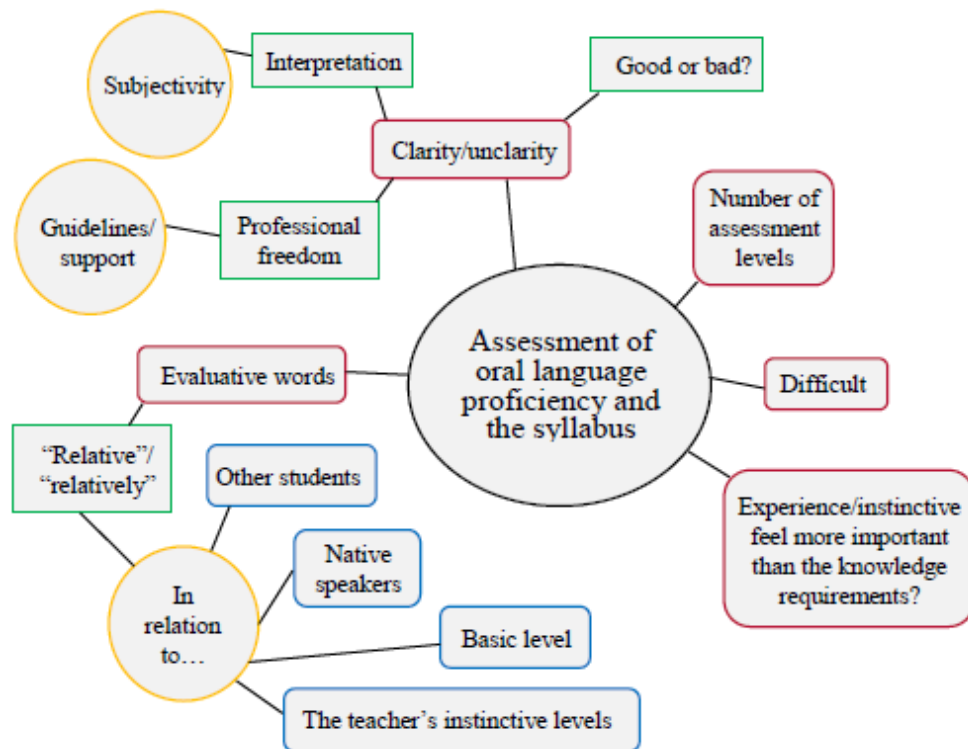 Subjectivity
Interpretation
Good or bad?
Clarity/unclarity
Guidelines/
support
Professional
freedom
Number of
assessment
levels
Assessment of
oral language
proficiency and
the syllabus
Evaluative words
Difficult
“Relative”/
“relatively”
Other students
Experience/instinctive
feel more important
than the knowledge
requirements?
Native
speakers
In
relation
to…
Basic level
The teacher’s instinctive levels